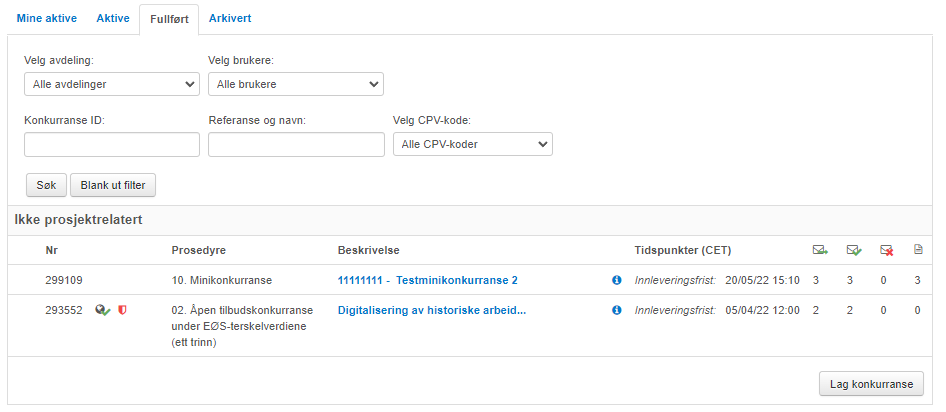 Mine aktive Aktive Fullført Arkivert
Velg avdeling: Velg brukere:
Alle avdelinger Alle brukere
Konkurranse ID: Referanse og navn: Velg CPV-kode:
Alle CPV-koder
Søk Blank ut filter
Ikke prosjektrelatert
Nr Prosedyre Beskrivelse Tidspunkter (CET)
299109 10. Minikonkurranse 11111111 - Testminikonkurranse 2 Innleveringsfrist: 20/05/22 15:10 3 3 0 3
293552 02. Åpen tilbudskonkurranse Digitalisering av historiske arbeid... Innleveringsfrist: 05/04/22 12:00 2 2 0 0
under EØS-terskelverdiene
(ett trinn)
Lag konkurranse